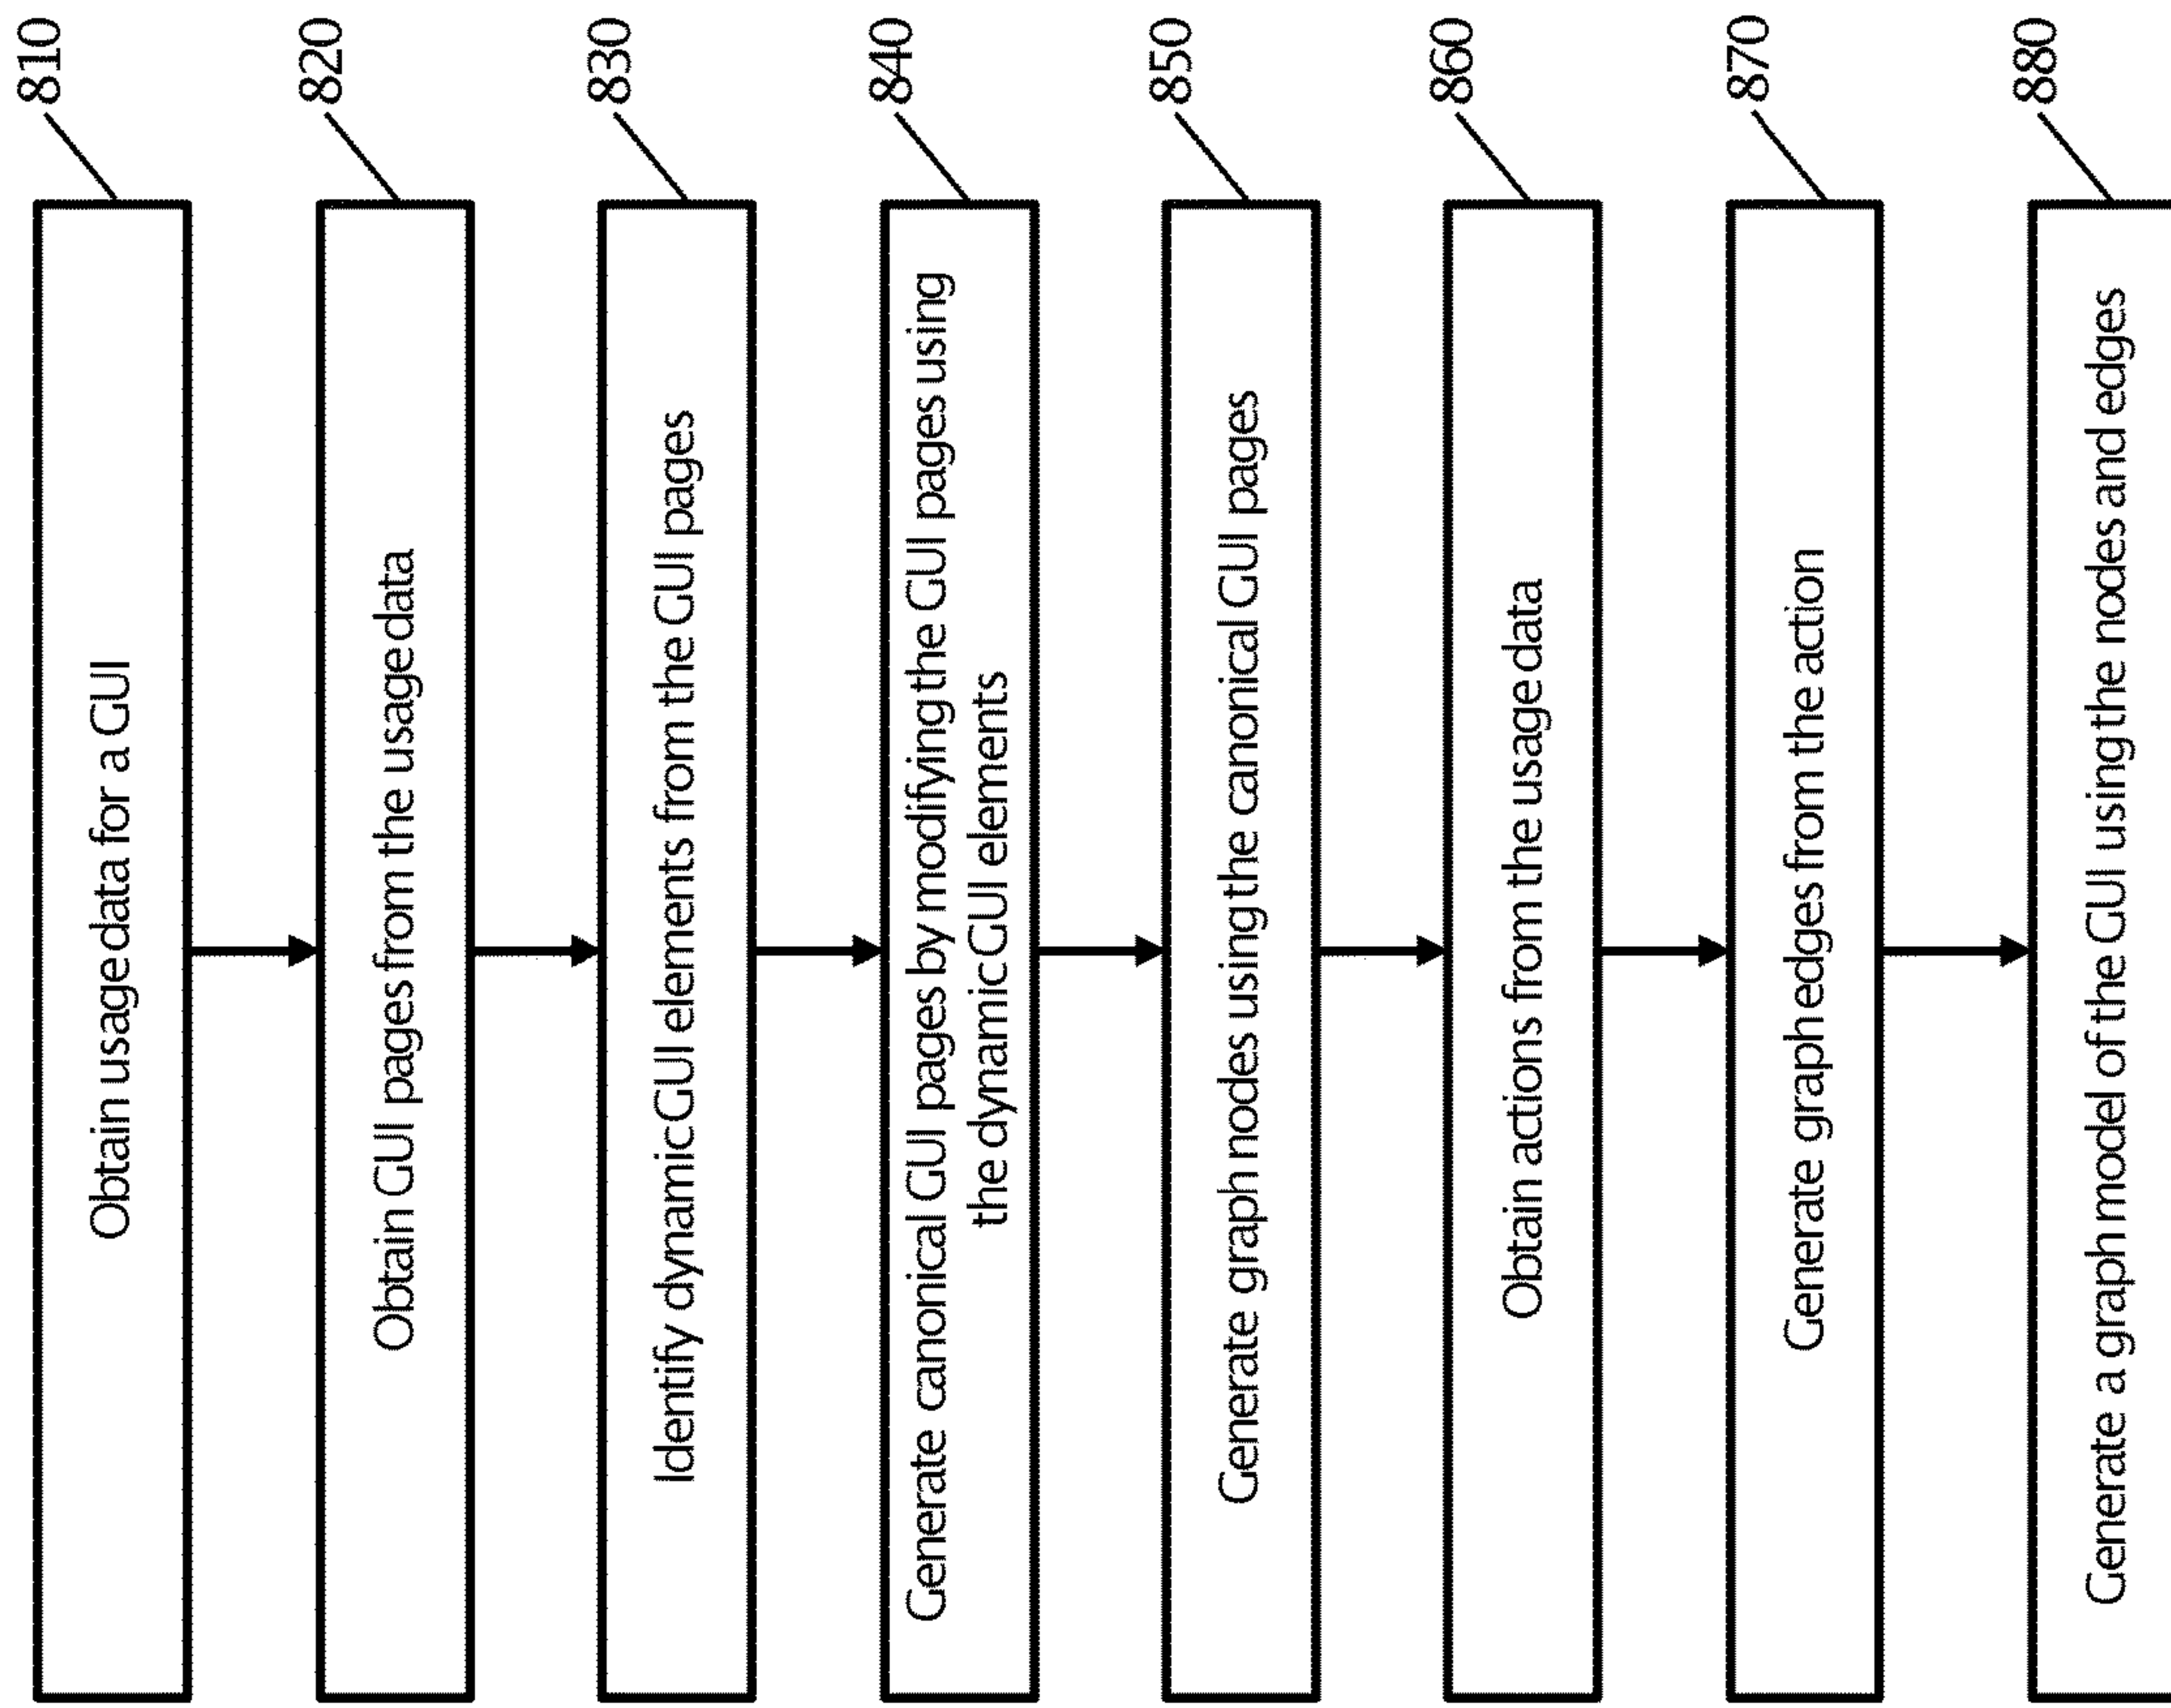 810
Obtain usage data for a GUI
820
Obtain GUI pages from the usage data
830
Identify dynamic GUI elements from the GUI pages
840
Generate canonical GUI pages by modifying the GUI pages using
the dynamic GUI elements
850
Generate graph nodes using the canonical GUI pages
860
Obtain actions from the usage data
870
Generate graph edges from the action
880
Generate a graph model of the GUI using the nodes and edges